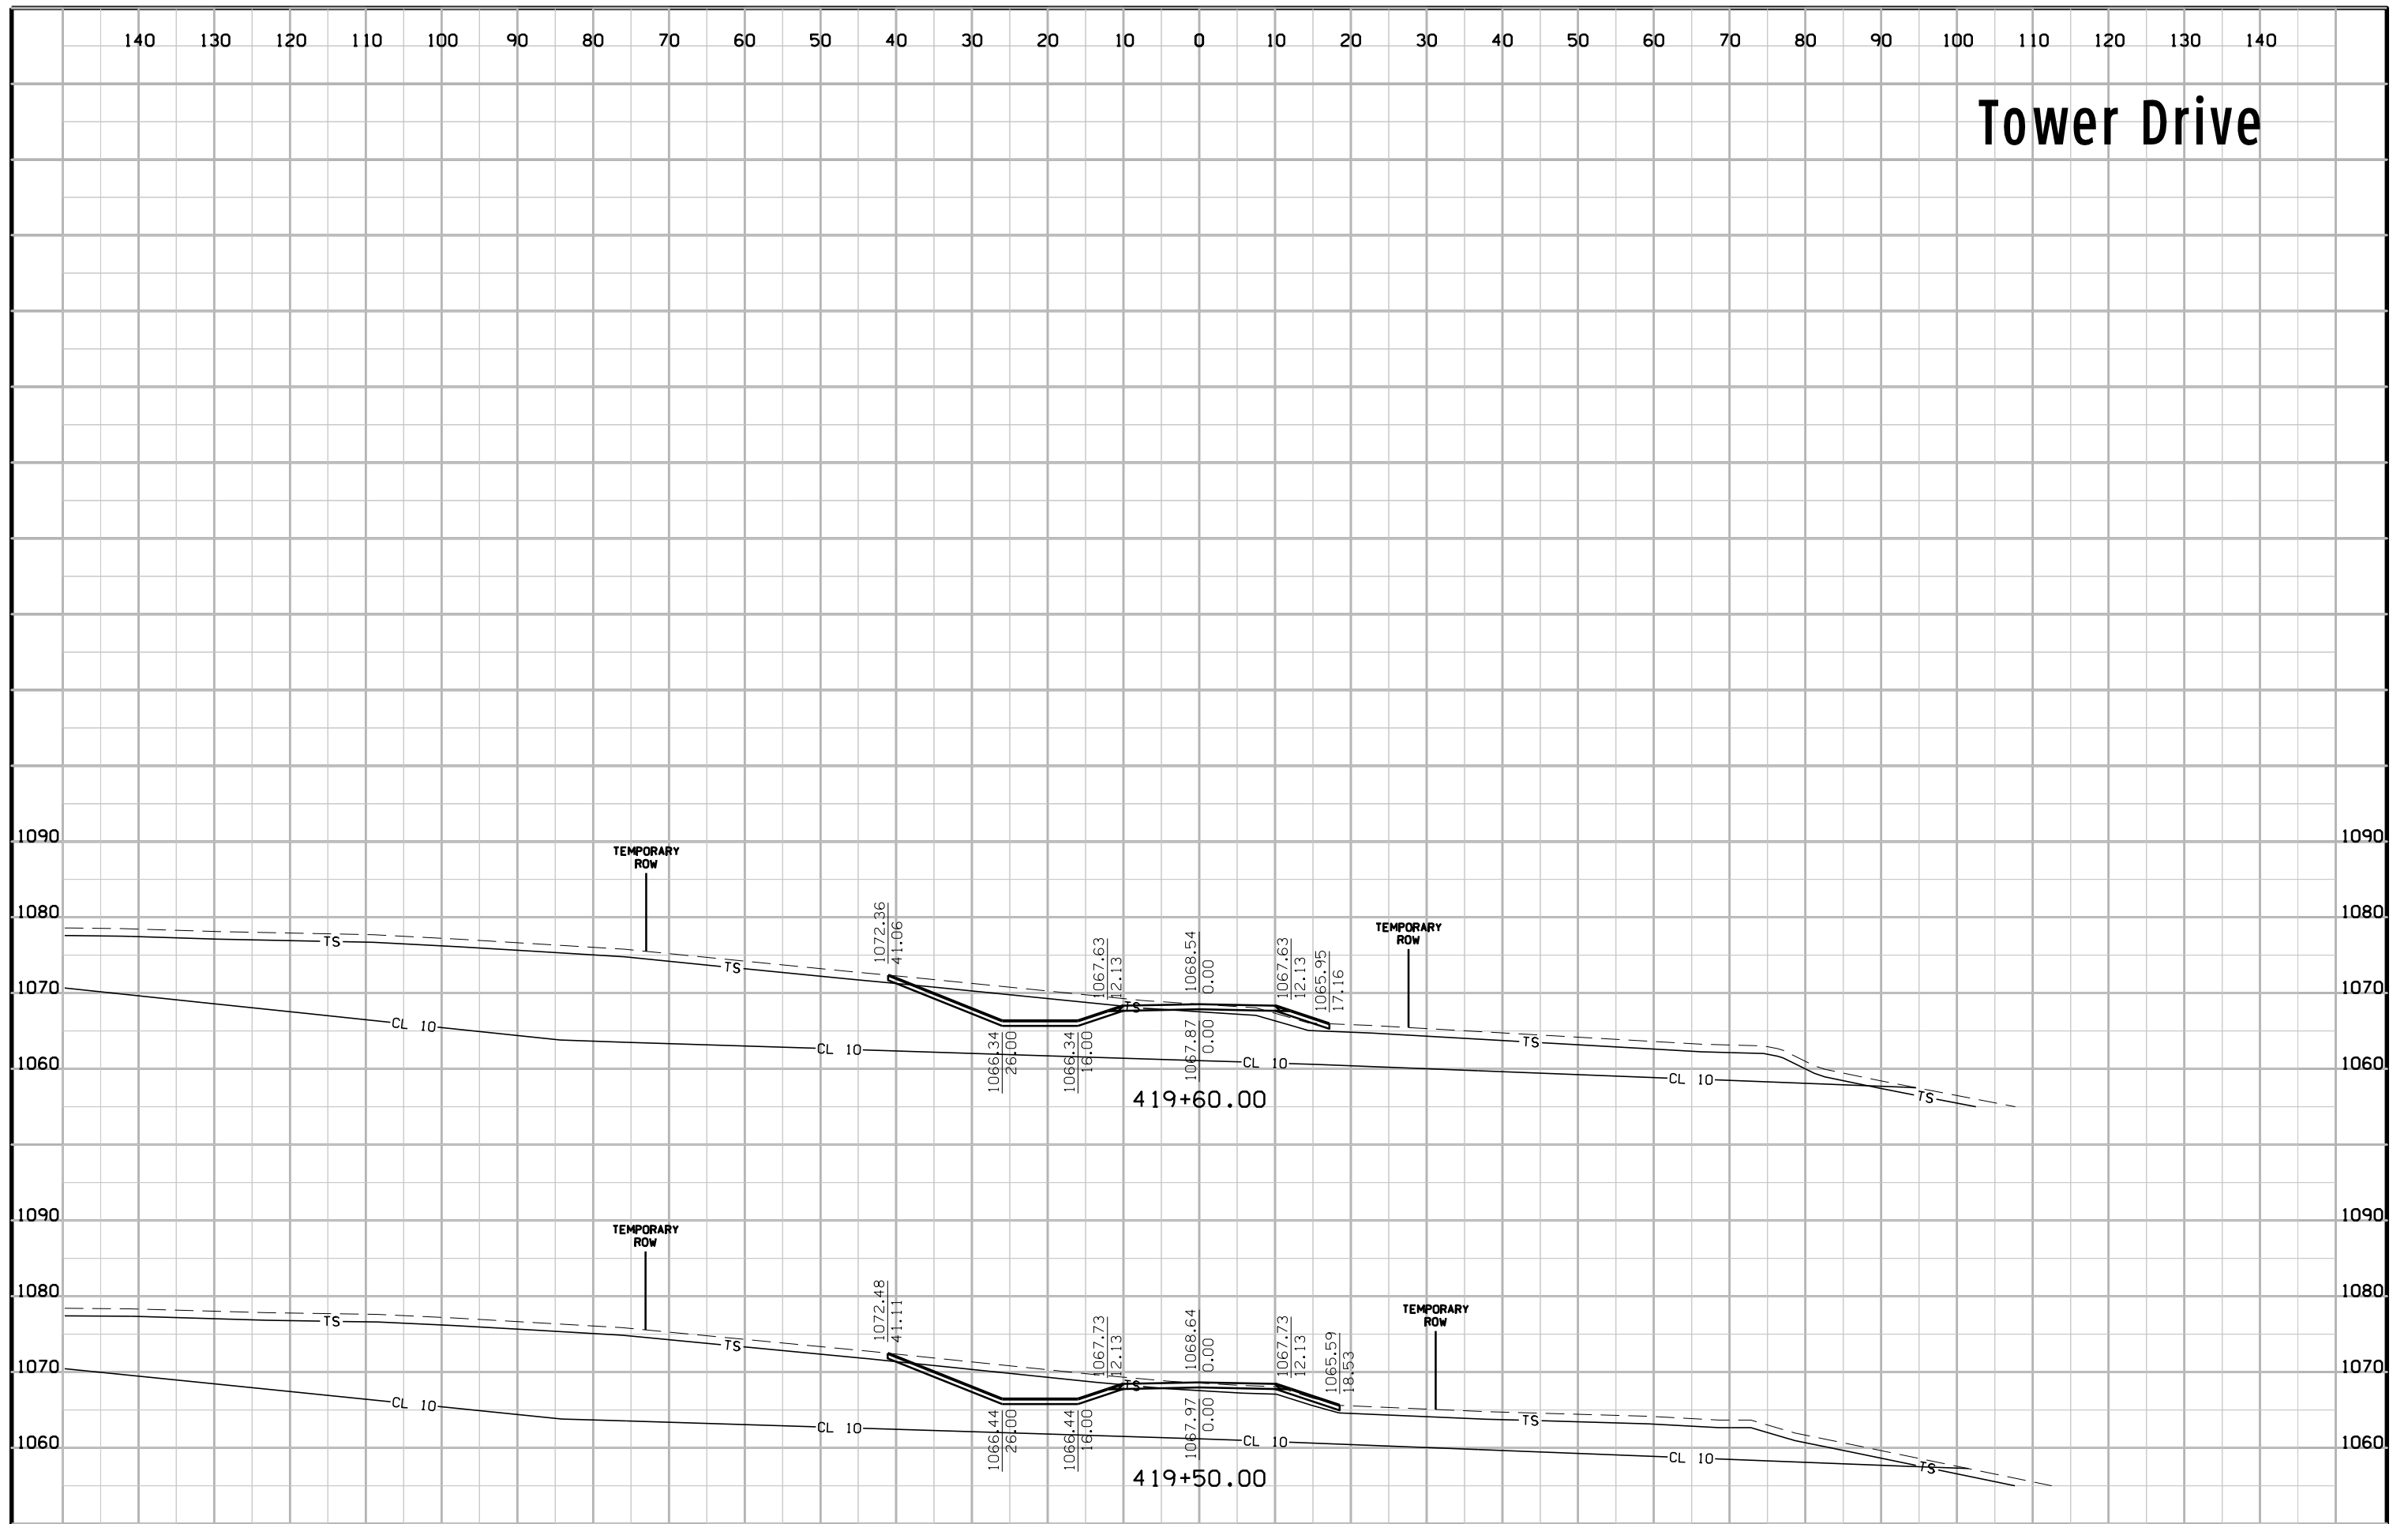 140 130 120 110 100 90 80 70 60 50 40 30 20 10 0 10 20 30 40 50 60 70 80 90 100 110 120 130 140
Tower Drive
1090 1090
TEMPORARY
ROW
1080 1080
1072.36
41.06
1067.63
12.13
1068.54
0.00
1067.63
12.13
1065.95
17.16
TEMPORARY
ROW
TS
TS
1070 1070
TS
CL 10
CL 10
TS
1060 1060
1066.34
26.00
1066.34
16.00
1067.87
0.00
CL 10
CL 10
TS
419+60.00
1090 1090
TEMPORARY
ROW
1080 1080
1072.48
41.11
1067.73
12.13
1068.64
0.00
1067.73
12.13
1065.59
18.53
TEMPORARY
ROW
TS
TS
1070 1070
TS
CL 10
CL 10
TS
1060 1060
1066.44
26.00
1066.44
16.00
1067.97
0.00
CL 10
CL 10
TS
419+50.00